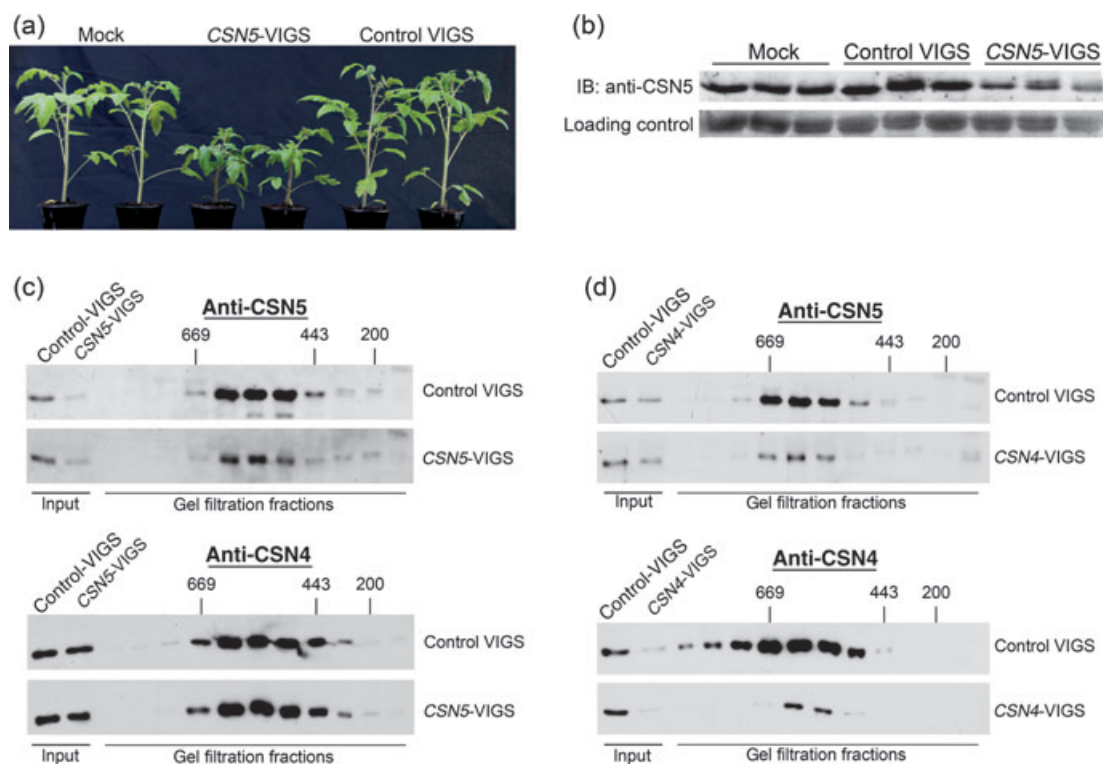 (a)
Mock CSN5-VIGS Control VIGS
(b)
Mock Control VIGS CSN5-VIGS
IB: anti-CSN5
Loading control
(c)
Control-VIGS
CSN5-VIGS
Anti-CSN5
669 443 200
Control VIGS
CSN5-VIGS
Input Gel filtration fractions
Control-VIGS
CSN5-VIGS
Anti-CSN4
669 443 200
Control VIGS
CSN5-VIGS
Input Gel filtration fractions
(d)
Control-VIGS
CSN4-VIGS
Anti-CSN5
669 443 200
Control VIGS
CSN4-VIGS
Input Gel filtration fractions
Control-VIGS
CSN4-VIGS
Anti-CSN4
669 443 200
Control VIGS
CSN4-VIGS
Input Gel filtration fractions